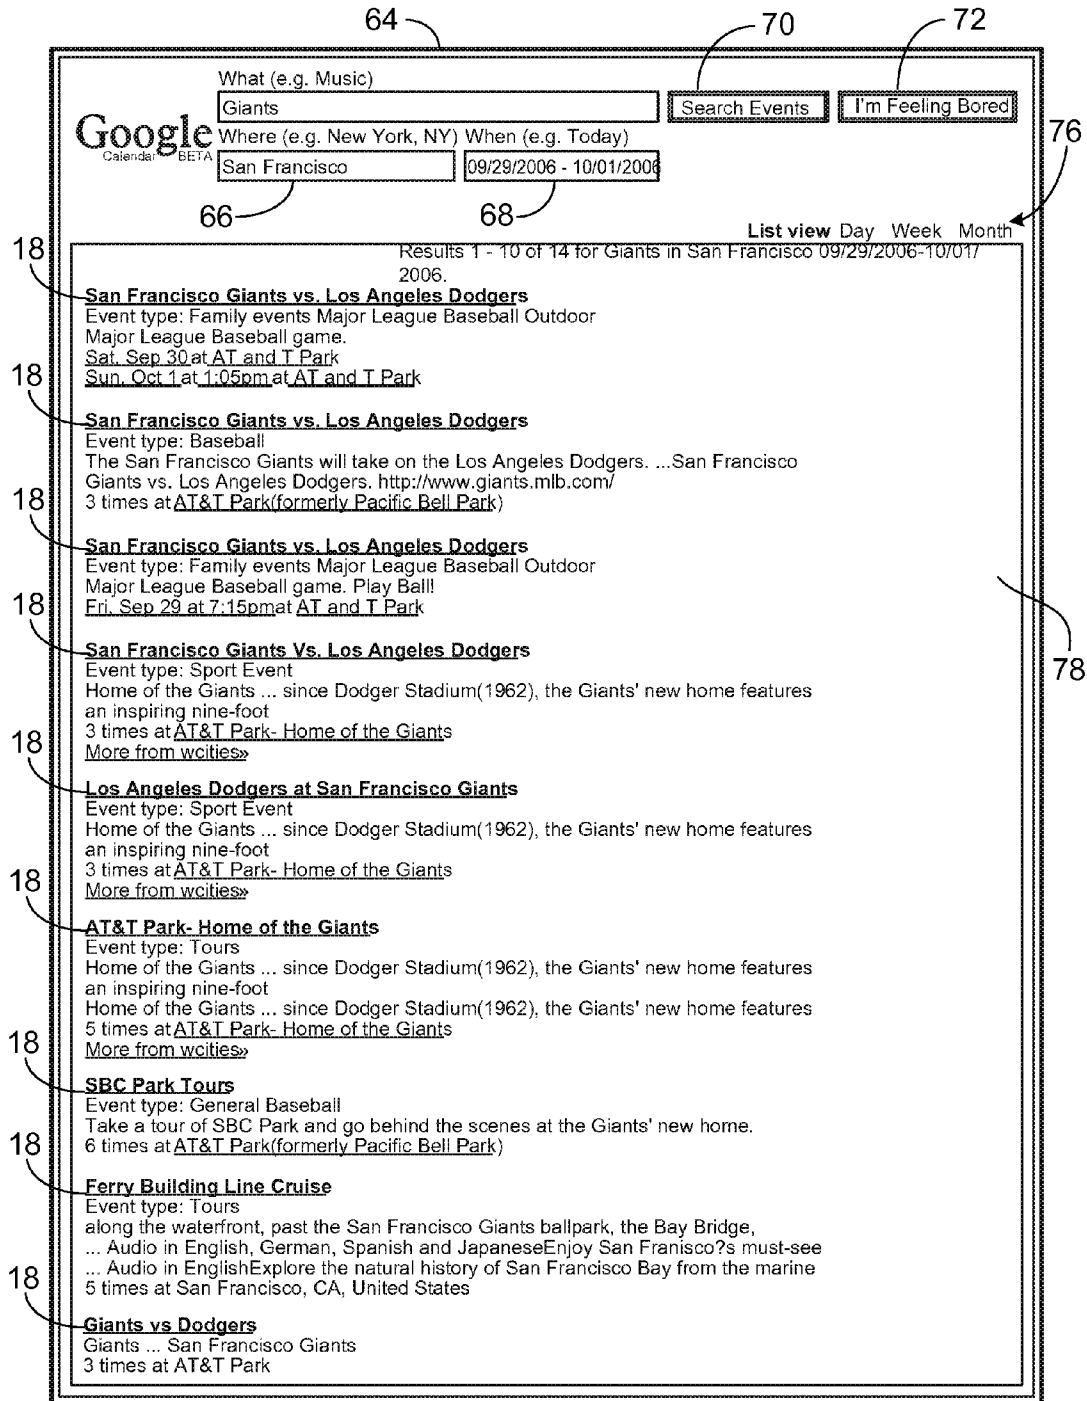 64
70
72
What (e.g. Music)
Giants
Search Events
I'm Feeling Bored
Google
Calendar BETA
Where (e.g. New York, NY) When (e.g. Today)
San Francisco
09/29/2006 - 10/01/2006
76
66
68
List view Day Week Month
18
Results 1 - 10 of 14 for Giants in San Francisco 09/29/2006-10/01/
2006.
San Francisco Giants vs. Los Angeles Dodgers
Event type: Family events Major League Baseball Outdoor
Major League Baseball game.
Sat, Sep 30 at AT and T Park
18
Sun, Oct 1 at 1:05pm at AT and T Park
San Francisco Giants vs. Los Angeles Dodgers
Event type: Baseball
The San Francisco Giants will take on the Los Angeles Dodgers. ...San Francisco
Giants vs. Los Angeles Dodgers. http://www.giants.mlb.com/
18
3 times at AT&T Park(formerly Pacific Bell Park)
San Francisco Giants vs. Los Angeles Dodgers
Event type: Family events Major League Baseball Outdoor
Major League Baseball game. Play Ball!
18
Fri, Sep 29 at 7:15pmat AT and T Park
San Francisco Giants Vs. Los Angeles Dodgers
78
Event type: Sport Event
Home of the Giants ... since Dodger Stadium(1962), the Giants' new home features
an inspiring nine-foot
3 times at AT&T Park- Home of the Giants
18
More from wcities»
Los Angeles Dodgers at San Francisco Giants
Event type: Sport Event
Home of the Giants ... since Dodger Stadium(1962), the Giants' new home features
an inspiring nine-foot
3 times at AT&T Park- Home of the Giants
18
More from wcities»
AT&T Park- Home of the Giants
Event type: Tours
Home of the Giants ... since Dodger Stadium(1962), the Giants' new home features
an inspiring nine-foot
Home of the Giants ... since Dodger Stadium(1962), the Giants' new home features
5 times at AT&T Park- Home of the Giants
18
More from wcities»
SBC Park Tours
Event type: General Baseball
Take a tour of SBC Park and go behind the scenes at the Giants' new home.
18
6 times at AT&T Park(formerly Pacific Bell Park)
Ferry Building Line Cruise
Event type: Tours
along the waterfront, past the San Francisco Giants ballpark, the Bay Bridge,
... Audio in English, German, Spanish and JapaneseEnjoy San Franisco?s must-see
... Audio in EnglishExplore the natural history of San Francisco Bay from the marine
18
5 times at San Francisco, CA, United States
Giants vs Dodgers
Giants ... San Francisco Giants
3 times at AT&T Park